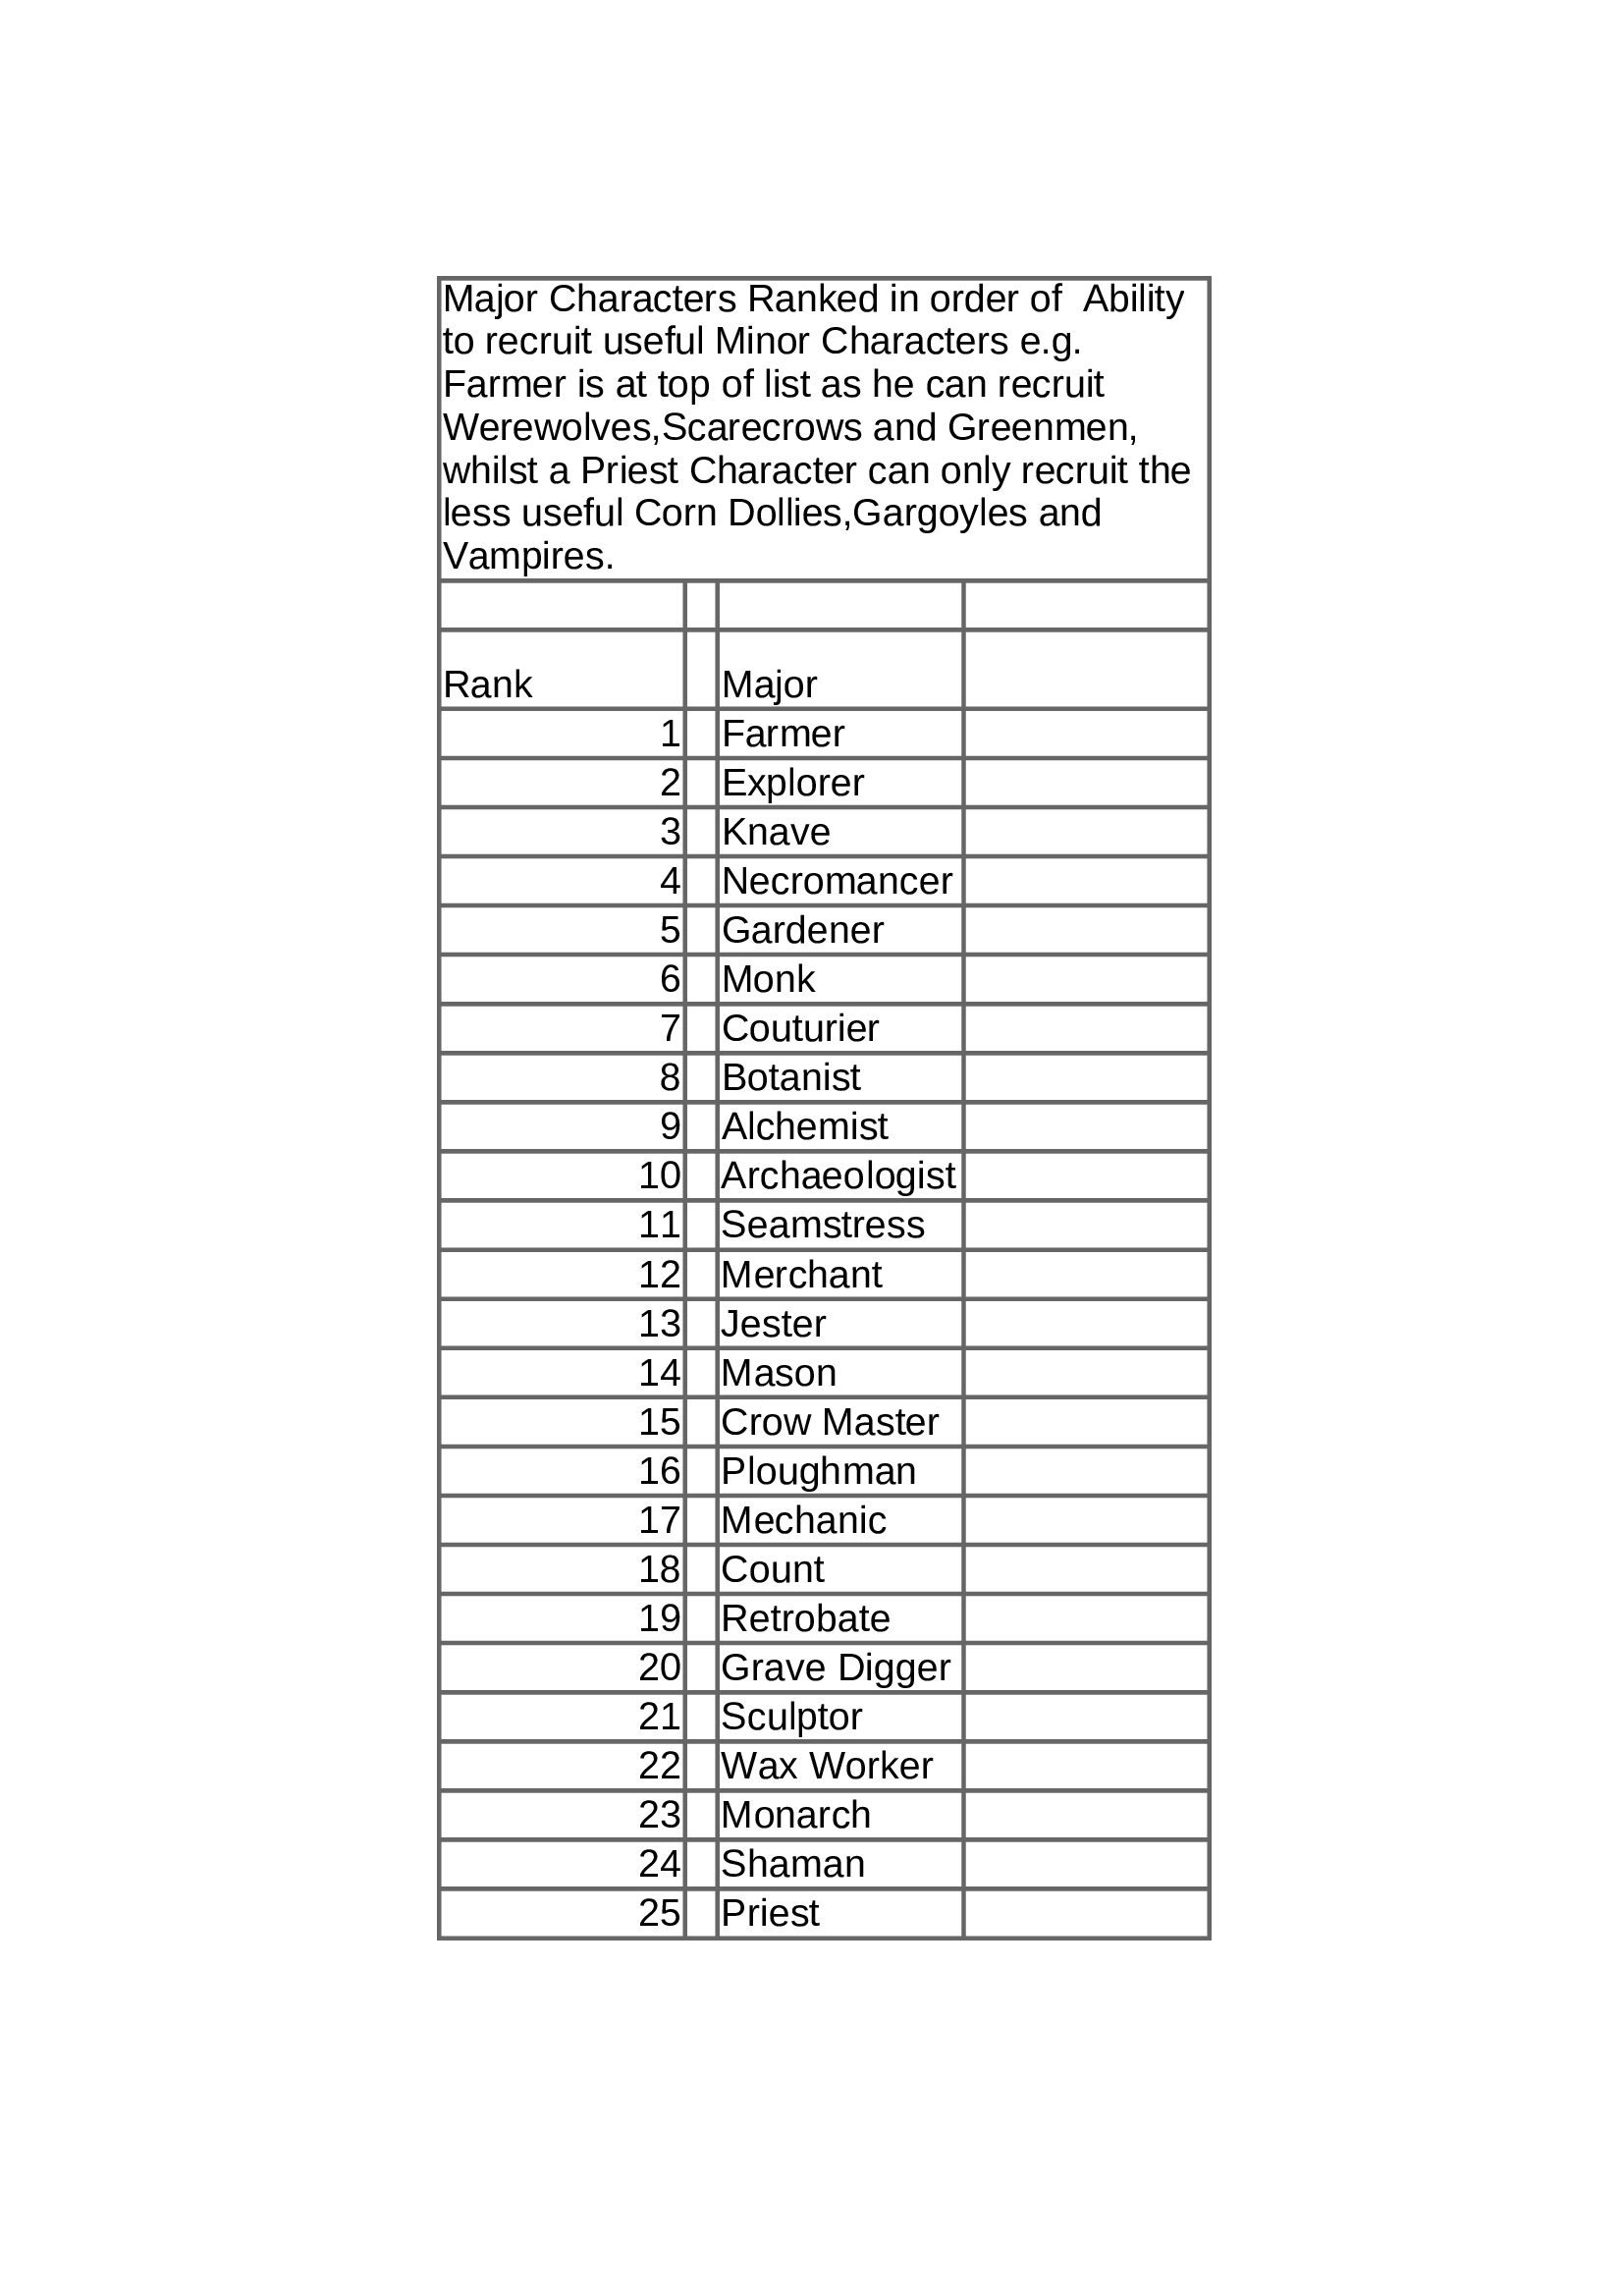 Major Characters Ranked in order of  Ability
to recruit useful Minor Characters e.g.
Farmer is at top of list as he can recruit
Werewolves,Scarecrows and Greenmen,
whilst a Priest Character can only recruit the
less useful Corn Dollies,Gargoyles and
Vampires.
Rank Major
1 Farmer
2 Explorer
3 Knave
4 Necromancer
5 Gardener
6 Monk
7 Couturier
8 Botanist
9 Alchemist
10 Archaeologist
11 Seamstress
12 Merchant
13 Jester
14 Mason
15 Crow Master
16 Ploughman
17 Mechanic
18 Count
19 Retrobate
20 Grave Digger
21 Sculptor
22 Wax Worker
23 Monarch
24 Shaman
25 Priest